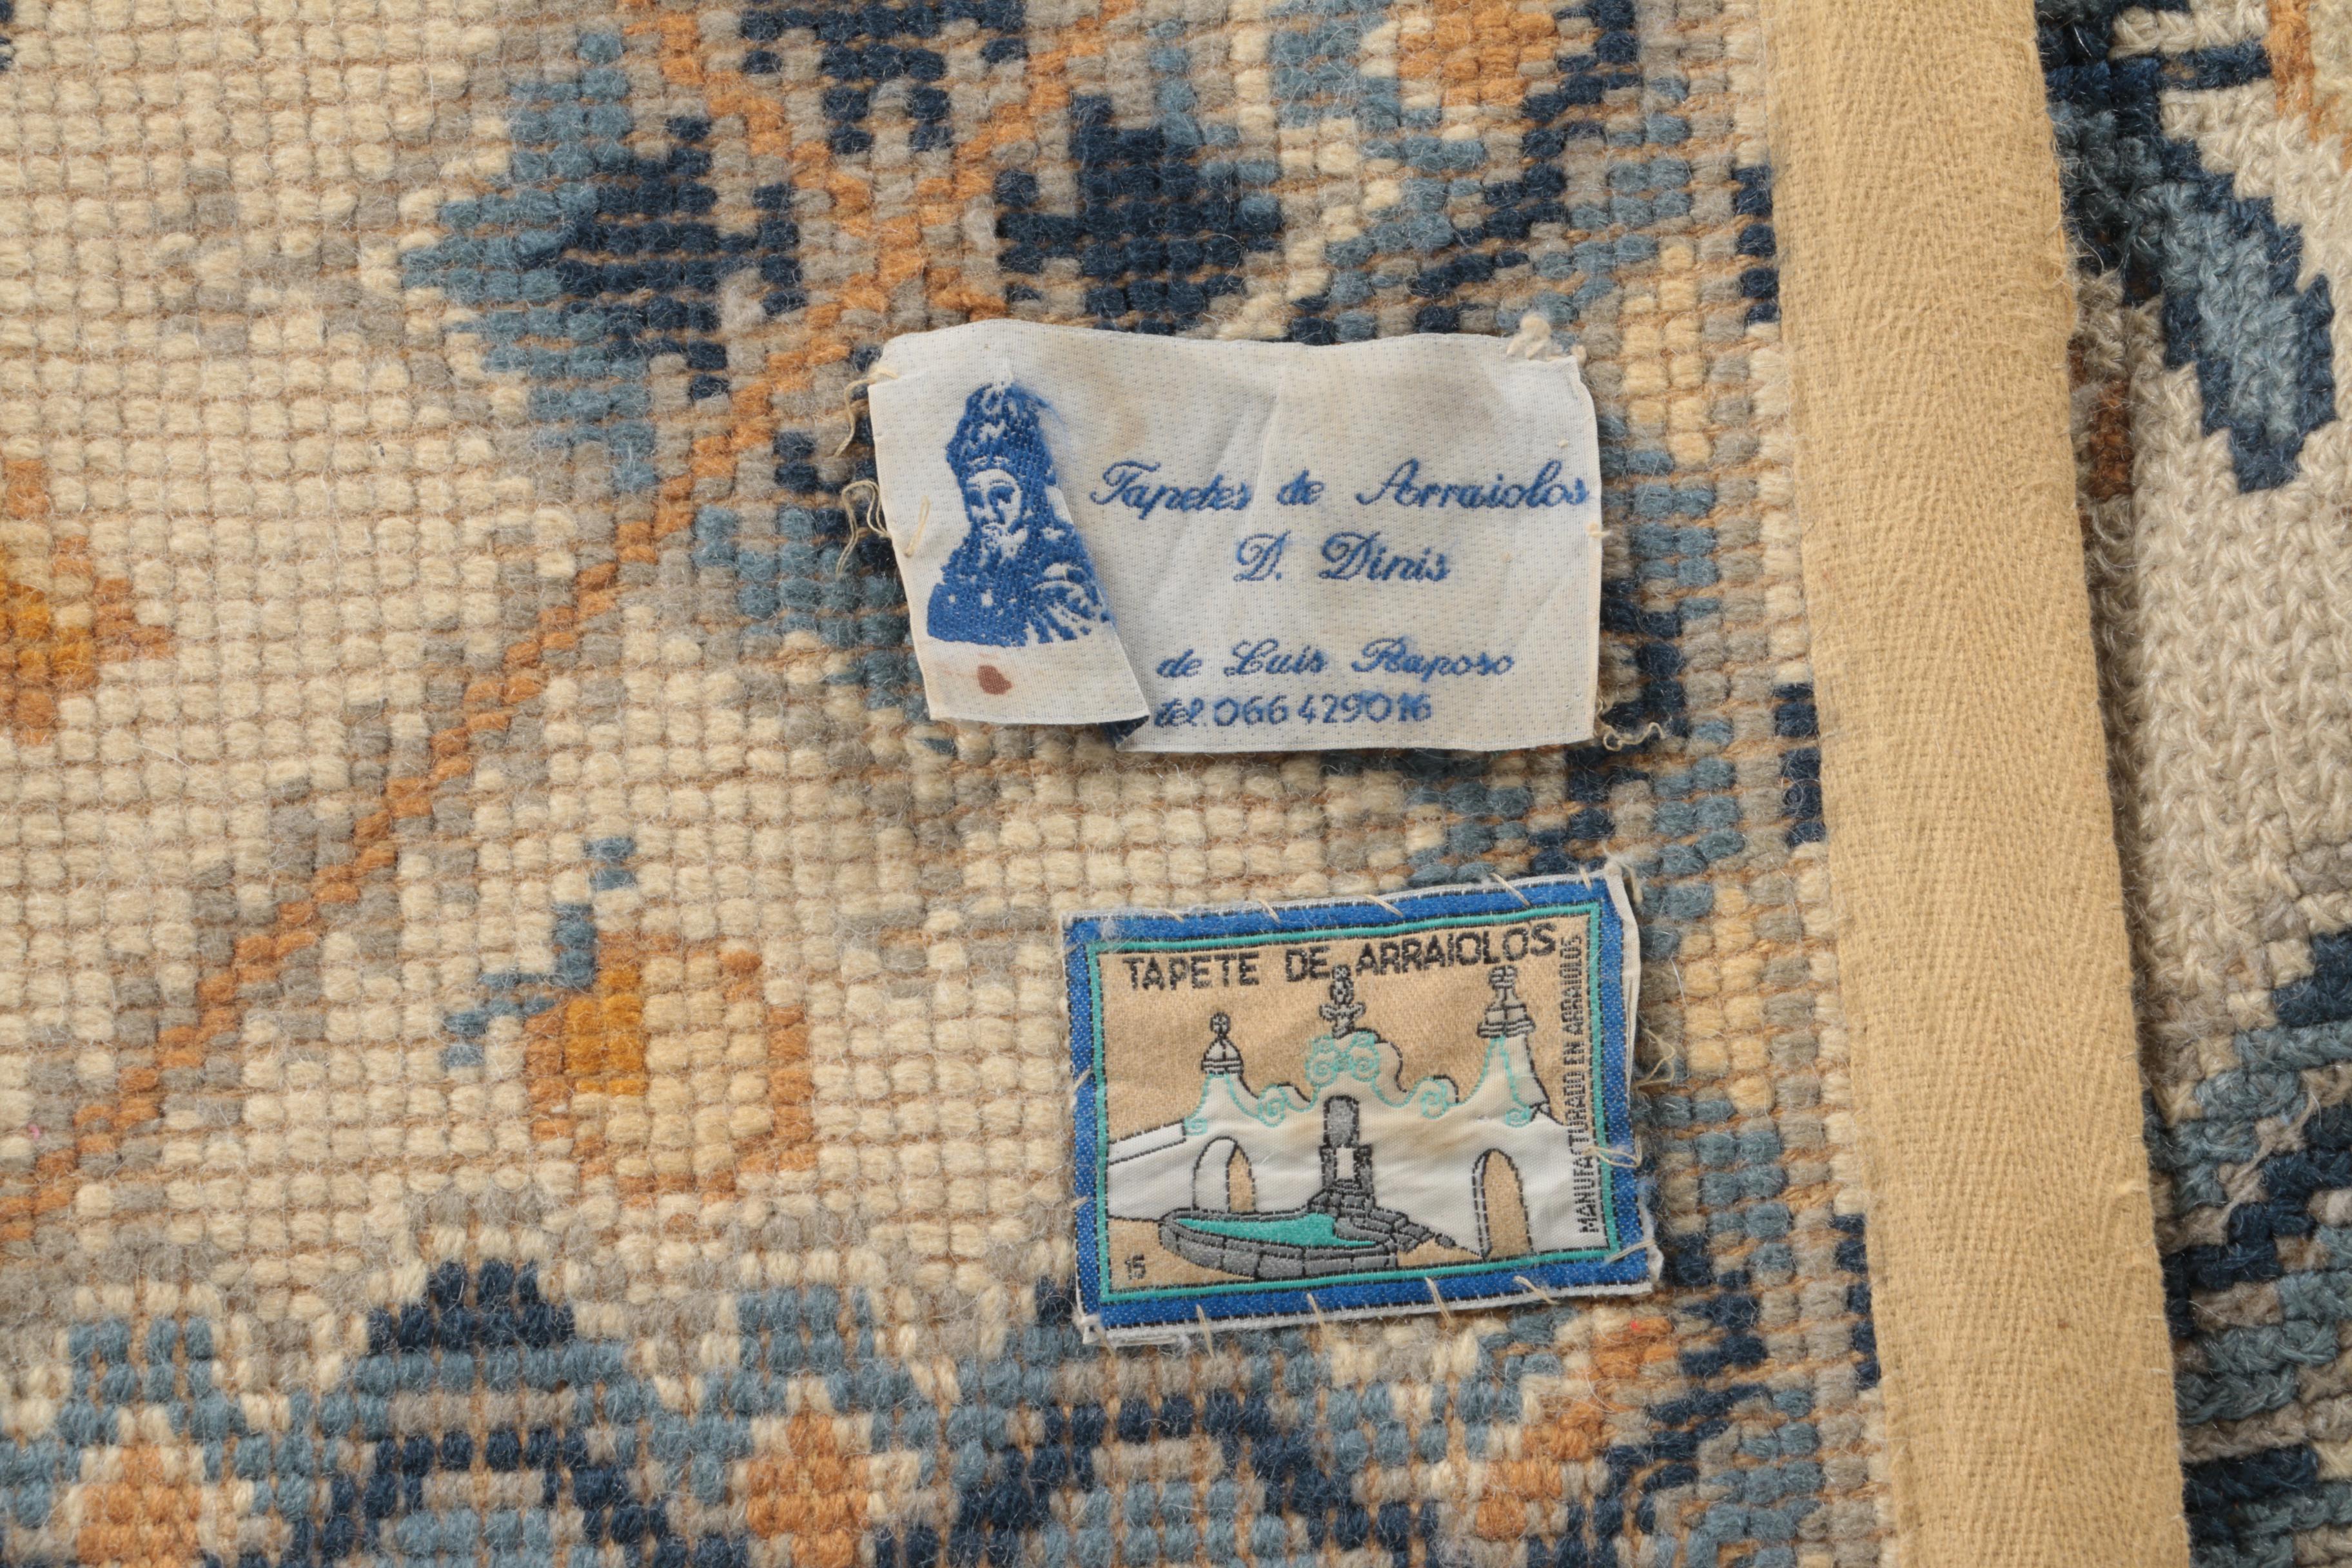 Tapetes de Arraiolos
D. Dinis
de Luis Raposo
tel. 066 429016
TAPETE DE ARRAIOLOS
MANUFACTURADO EN ARRAIOLOS
15